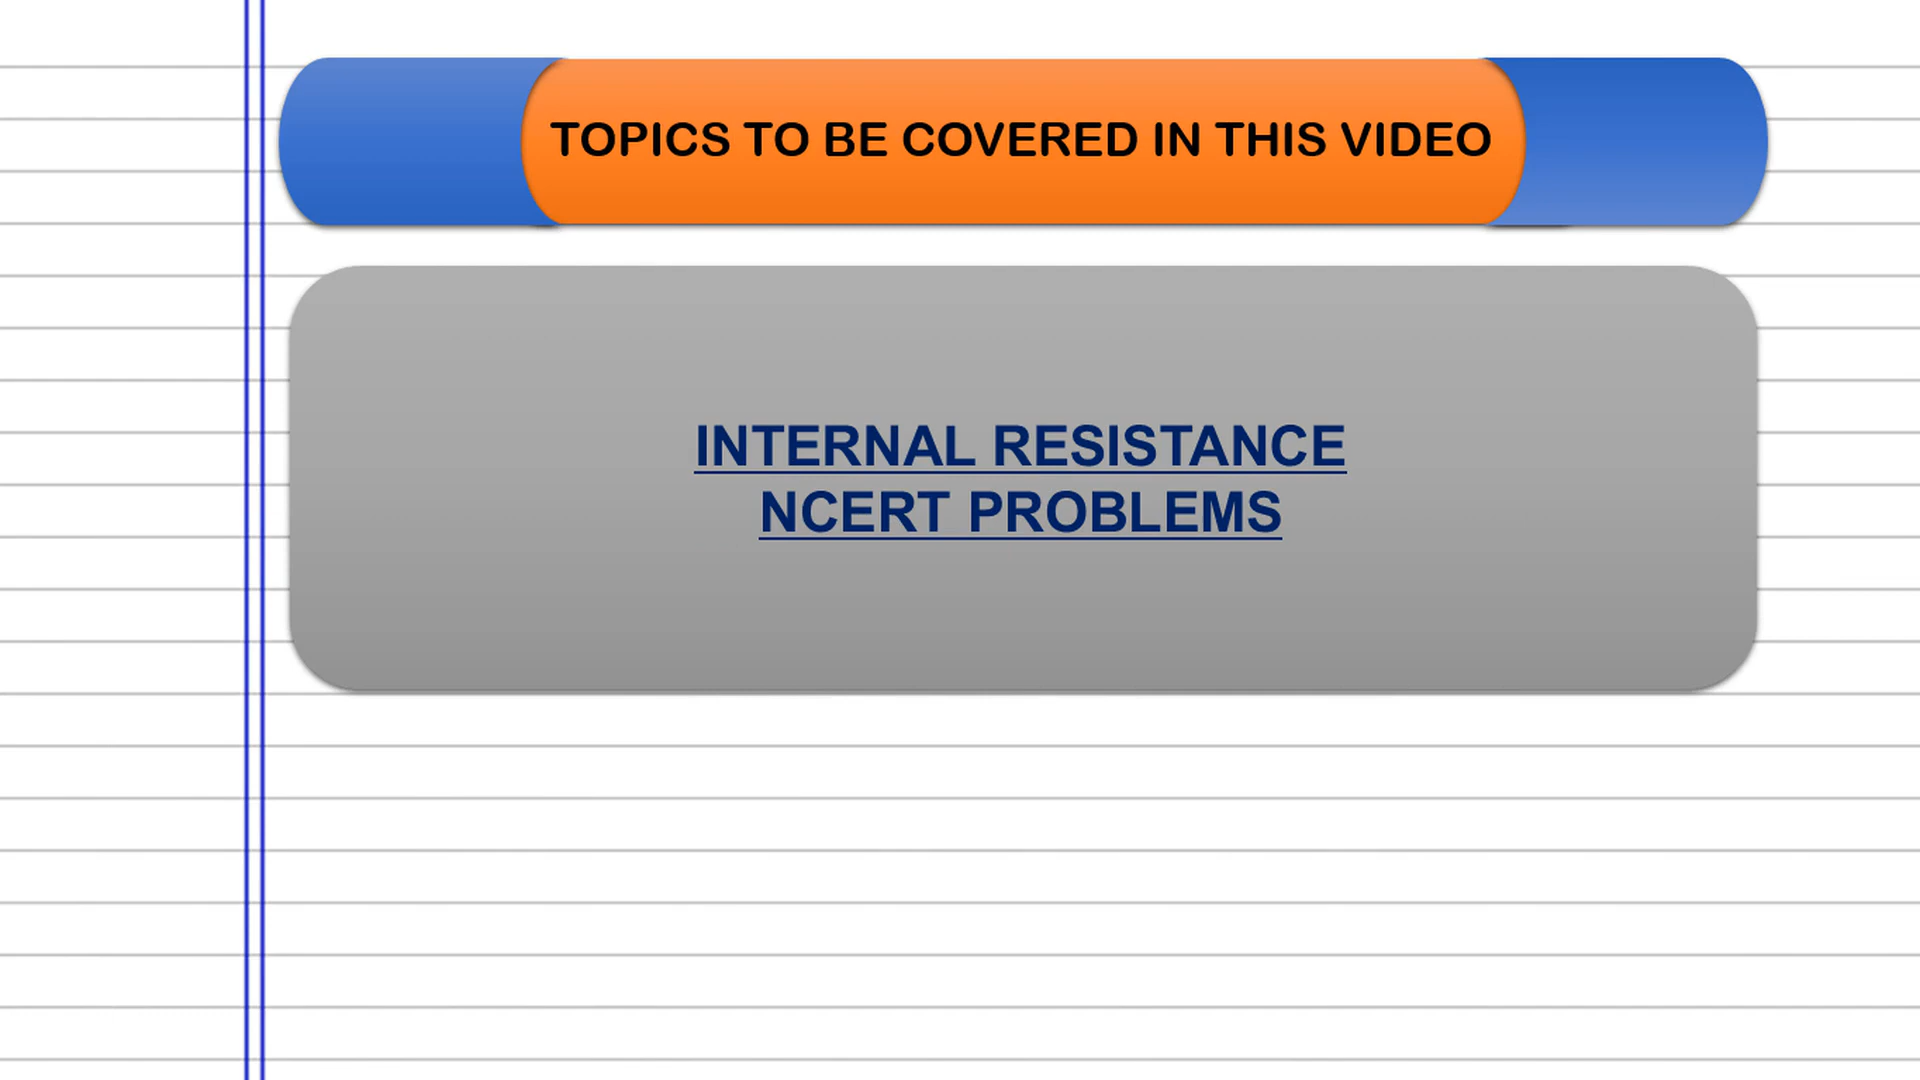 TOPICS TO BE COVERED IN THIS VIDEO
INTERNAL RESISTANCE
NCERT PROBLEMS